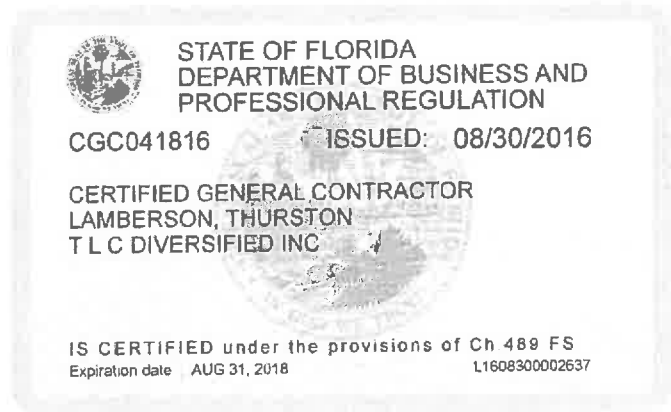 STATE OF FLORIDA
DEPARTMENT OF BUSINESS AND
PROFESSIONAL REGULATION
CGC041816 ISSUED: 08/30/2016
CERTIFIED GENERAL CONTRACTOR
LAMBERSON, THURSTON
T L C DIVERSIFIED INC
IS CERTIFIED under the provisions of Ch 489 FS
Expiration date AUG 31, 2018 L1608300002637